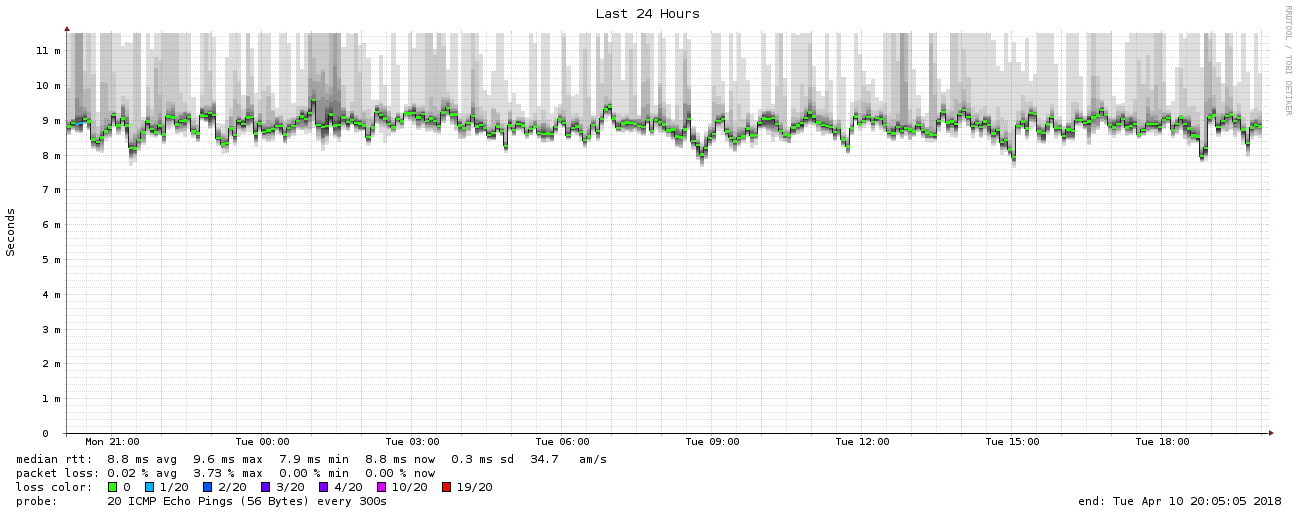 Last 24 Hours
RRDTOOL / TOBI OETIKER
Seconds
11 m
10 m
9 m
8 m
7 m
6 m
5 m
4 m
3 m
2 m
1 m
0
Mon 21:00 Tue 00:00 Tue 03:00 Tue 06:00 Tue 09:00 Tue 12:00 Tue 15:00 Tue 18:00
median rtt: 8.8 ms avg 9.6 ms max 7.9 ms min 8.8 ms now 0.3 ms sd 34.7 am/s
packet loss: 0.02 % avg 3.73 % max 0.00 % min 0.00 % now
loss color: 0 1/20 2/20 3/20 4/20 10/20 19/20
probe: 20 ICMP Echo Pings (56 Bytes) every 300s end: Tue Apr 10 20:05:05 2018